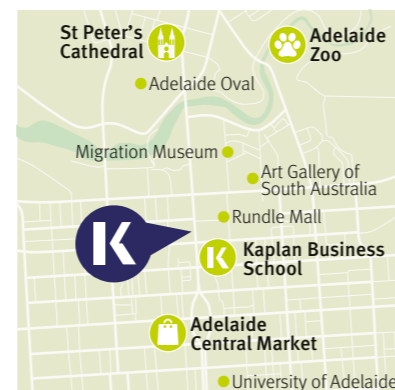 St Peter's
Cathedral
Adelaide
Zoo
Adelaide Oval
Migration Museum
Art Gallery of
South Australia
Rundle Mall
K
K
Kaplan Business
School
Adelaide
Central Market
University of Adelaide